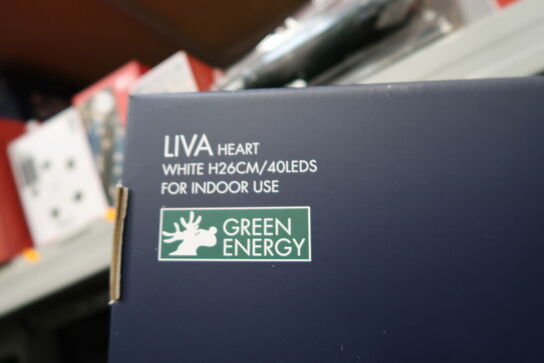 LIVA HEART
WHITE H26CM/40LEDS
FOR INDOOR USE
GREEN
ENERGY